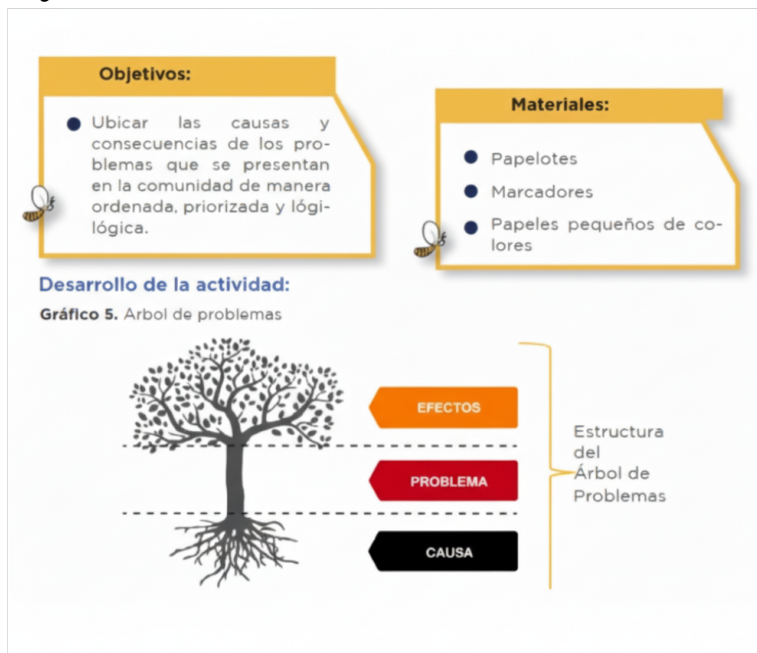 Objetivos:
Ubicar las causas y
consecuencias de los pro-
blemas que se presentan
en la comunidad de manera
ordenada, priorizada y lógi-
lógica.
Materiales:
Papelotes
Marcadores
Papeles pequeños de co-
lores
Desarrollo de la actividad:
Gráfico 5. Arbol de problemas
EFECTOS
PROBLEMA
CAUSA
Estructura
del
Árbol de
Problemas